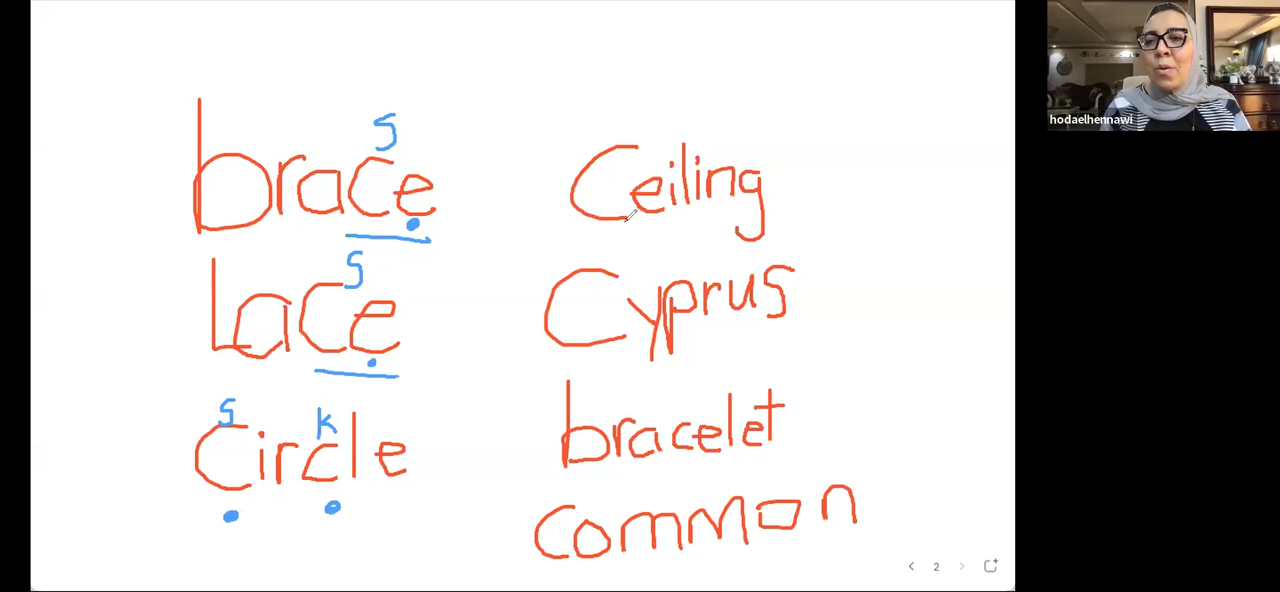 S
brace
S
Lace
S k
Circle
Ceiling
Cyprus
bracelet
common
2
hodaelhennawi